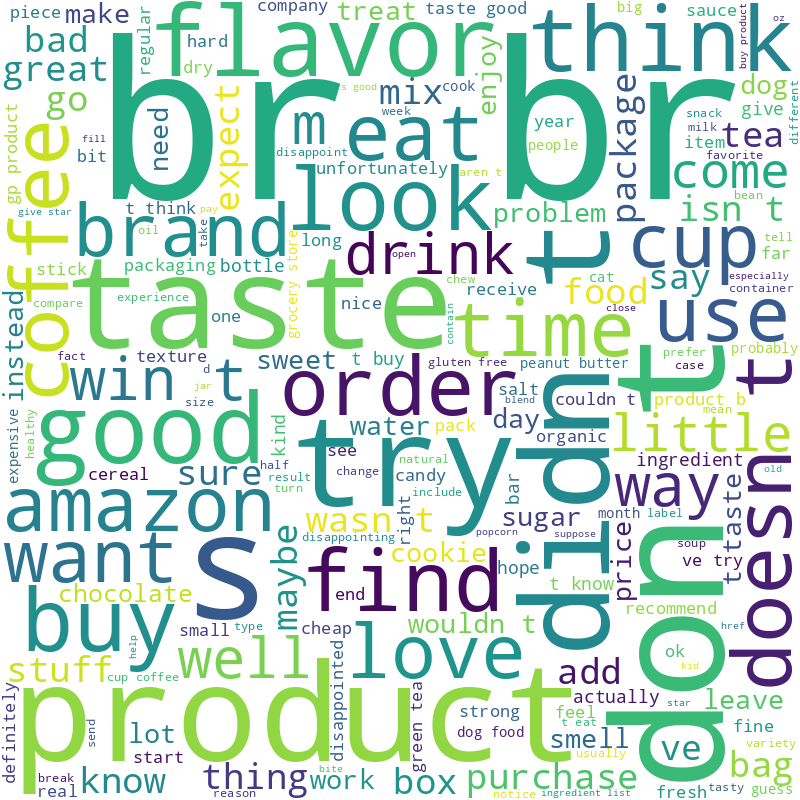 piece
make
company
treat
taste good
big
sauce
oz
buy product
bad
regular
hard
flavor
think
great
dry
s good
enjoy
dog
go
br br
mix
cook
package
snack
give
different
coffee
need
expect
m
eat
week
year
milk
tea
gp product
fill
bit
disappoint
people
item
favorite
unfortunately
aren t
come
give star
t think
pay
look
problem
isn t
bean
brand
oil
take
long
drink
t
cup
tell
stick
packaging
bottle
grocery store
open
chew
receive
cat
say
far
especially
compare
experience
taste
nice
food
use
container
instead
one
contain
time
close
fact
texture
sweet
t buy
gluten free
peanut butter
prefer
probably
win t
d
jar
size
order
salt
blend
couldn t
case
product b
doesn t
expensive
healthy
good
kind
water
pack
day
organic
mean
little
cereal
sure
half
see
try
didn t
ingredient
old
result
change
natural
candy
bar
way
turn
include
right
sugar
month
label
amazon
wasn t
popcorn
suppose
price
t taste
want
s
maybe
disappointing
cookie
find
hope
soup
ve try
chocolate
end
t know
don t
recommend
buy
small
type
cheap
wouldn t
ok
href
help
well
love
kid
stuff
cup coffee
add
star
definitely
product
disappointed
green tea
strong
actually
feel
leave
send
lot
t eat
ve
fine
variety
start
dog food
smell
usually
bag
break
real
know
thing
reason
work
bite
box
purchase
notice
ingredient list
fresh
tasty
guess